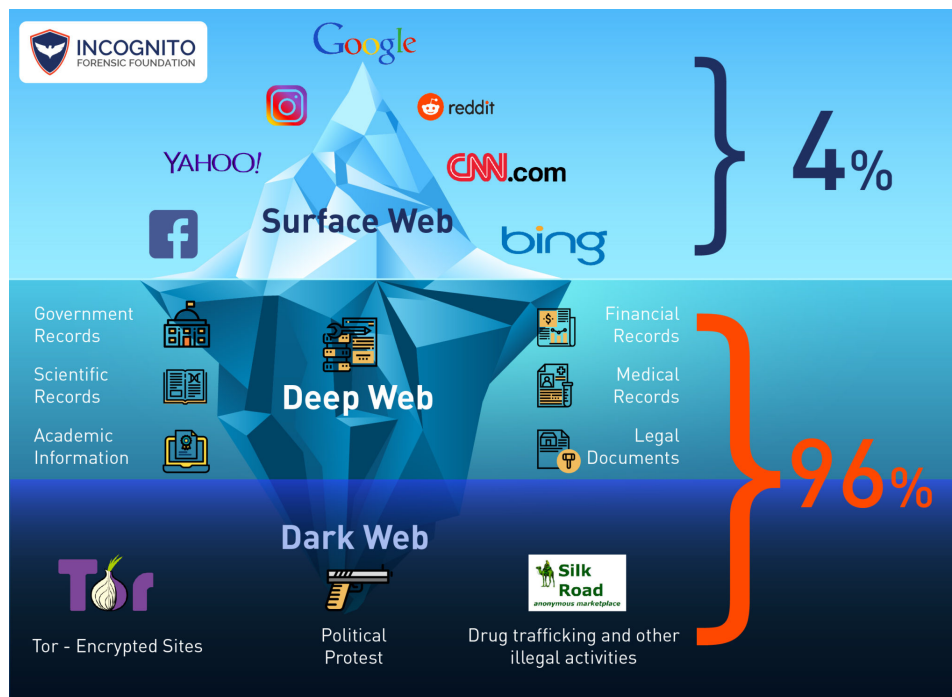 INCOGNITO
FORENSIC FOUNDATION
Google
reddit
YAHOO!
CNN.com
Surface Web
bing
4%
Government
Records
Scientific
Records
Academic
Information
Deep Web
Financial
Records
Medical
Records
Legal
Documents
96%
Dark Web
Tor
Tor - Encrypted Sites
Political
Protest
Silk
Road
anonymous marketplace
Drug trafficking and other
illegal activities